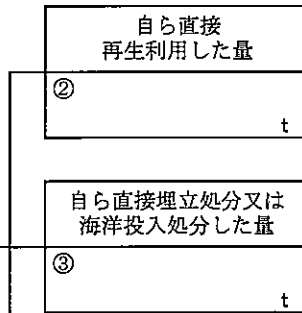 自ら直接
再生利用した量
②
t
自ら直接埋立処分又は
海洋投入処分した量
③
t